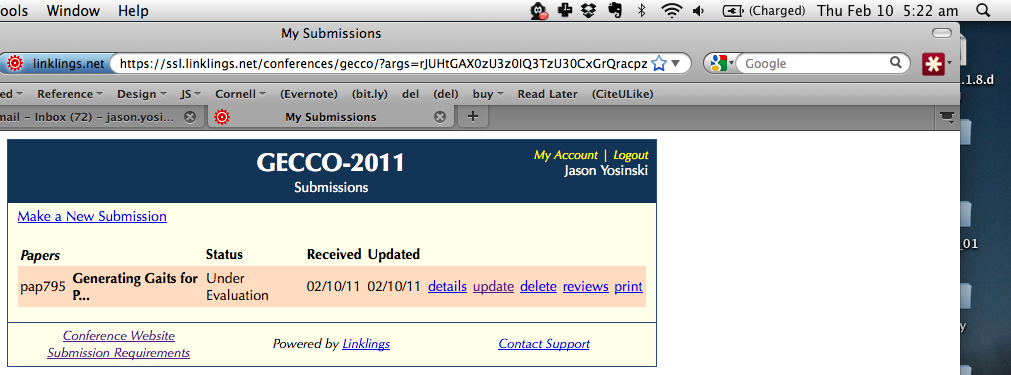 ools Window Help (Charged) Thu Feb 10 5:22 am
My Submissions
linklings.net https://ssl.linklings.net/conferences/gecco/?args=rJUHtGAX0zU3z0IQ3TzU30CxGrQracpz Google
.1.8.d
ed Reference Design JS Cornell (Evernote) (bit.ly) del (del) buy Read Later (CiteULike)
mail – Inbox (72) – jason.yosi... My Submissions
GECCO-2011
Submissions
My Account | Logout
Jason Yosinski
Make a New Submission
Papers Status Received Updated
pap795 Generating Gaits for P... Under Evaluation 02/10/11 02/10/11 details update delete reviews print
_01
y
Conference Website
Submission Requirements
Powered by Linklings
Contact Support